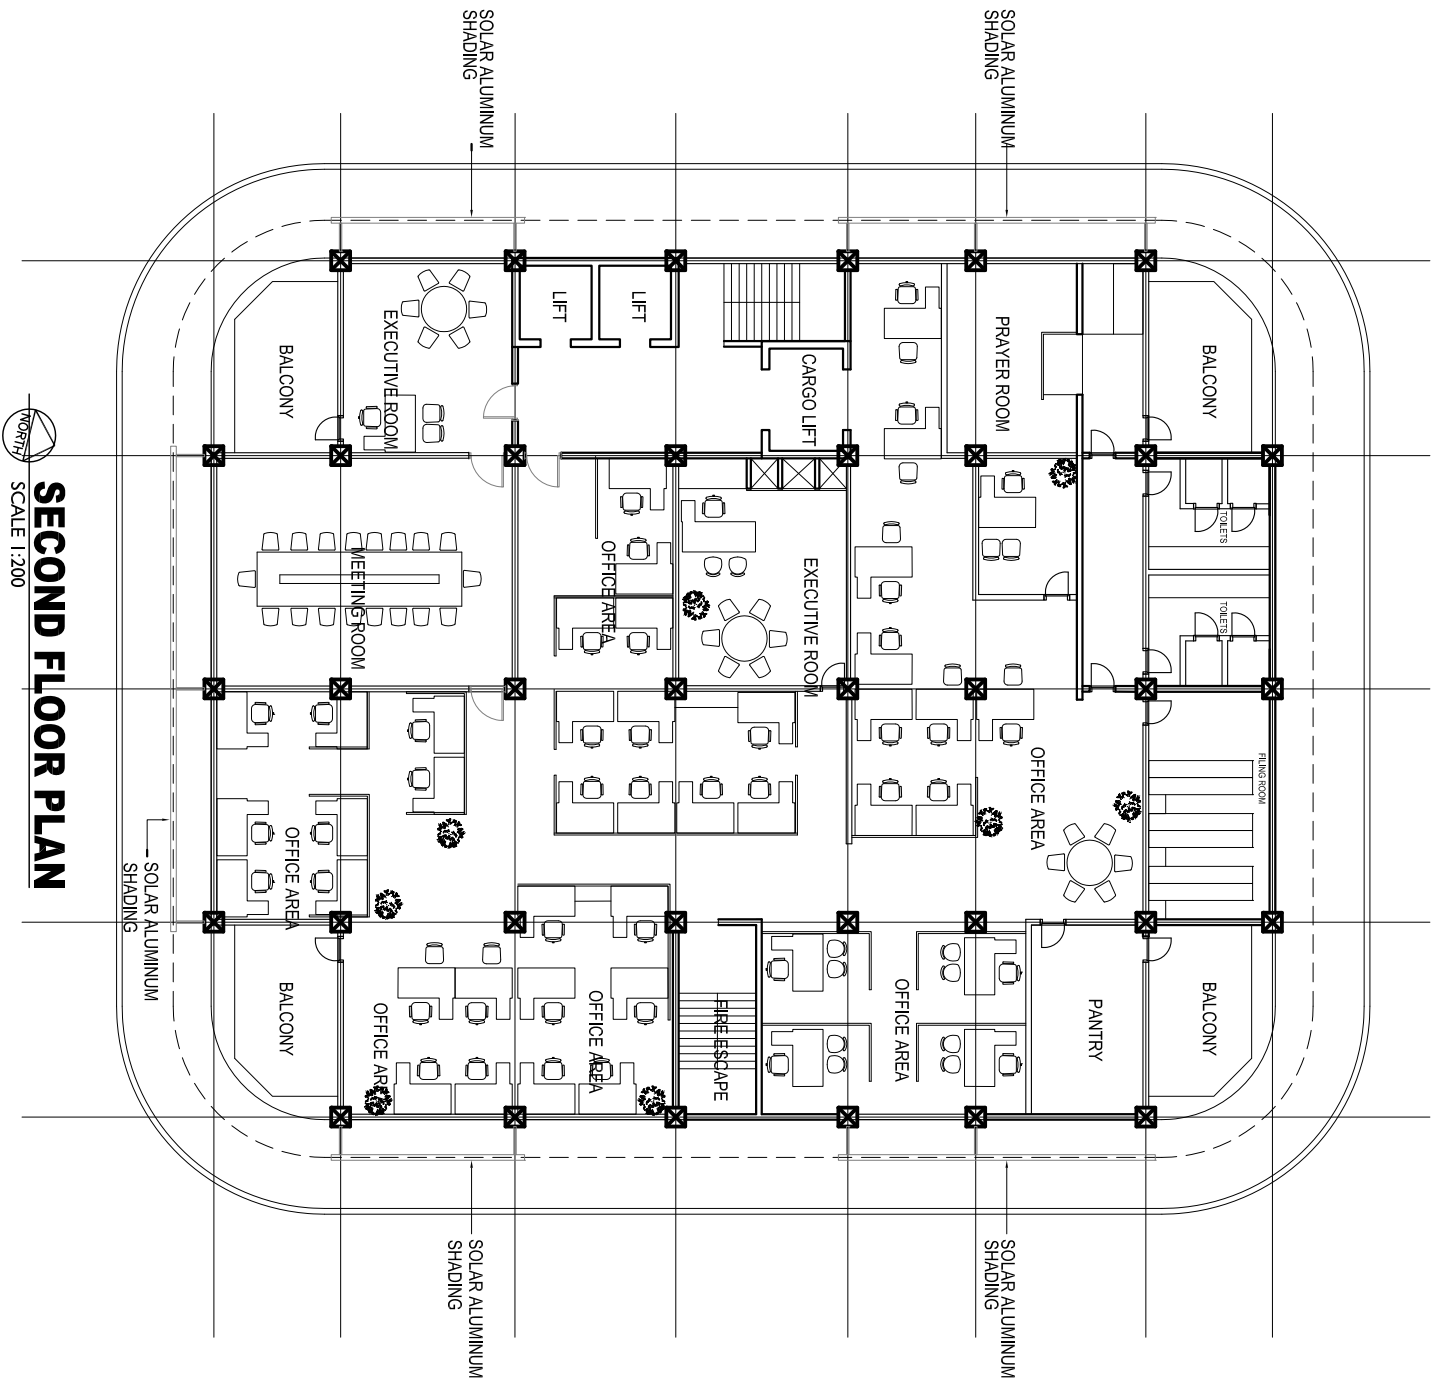 SOLAR ALUMINUM
SHADING
SOLAR ALUMINUM
SHADING
BALCONY
EXECUTIVE ROOM
LIFT
LIFT
CARGO LIFT
PRAYER ROOM
BALCONY
MEETING ROOM
OFFICE AREA
EXECUTIVE ROOM
TOILETS
TOILETS
OFFICE AREA
OFFICE AREA
FILING ROOM
BALCONY
OFFICE AREA
OFFICE AREA
FIRE ESCAPE
OFFICE AREA
PANTRY
BALCONY
SOLAR ALUMINUM
SHADING
SOLAR ALUMINUM
SHADING
SOLAR ALUMINUM
SHADING
NORTH
SECOND FLOOR PLAN
SCALE 1:200